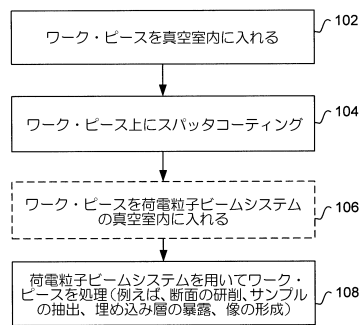 ワーク・ピースを真空室内に入れる
102
ワーク・ピース上にスパッタコーティング
104
ワーク・ピースを荷電粒子ビームシステム
の真空室内に入れる
106
荷電粒子ビームシステムを用いてワーク・
ピースを処理(例えば、断面の研削、サンプル
の抽出、埋め込み層の暴露、像の形成)
108